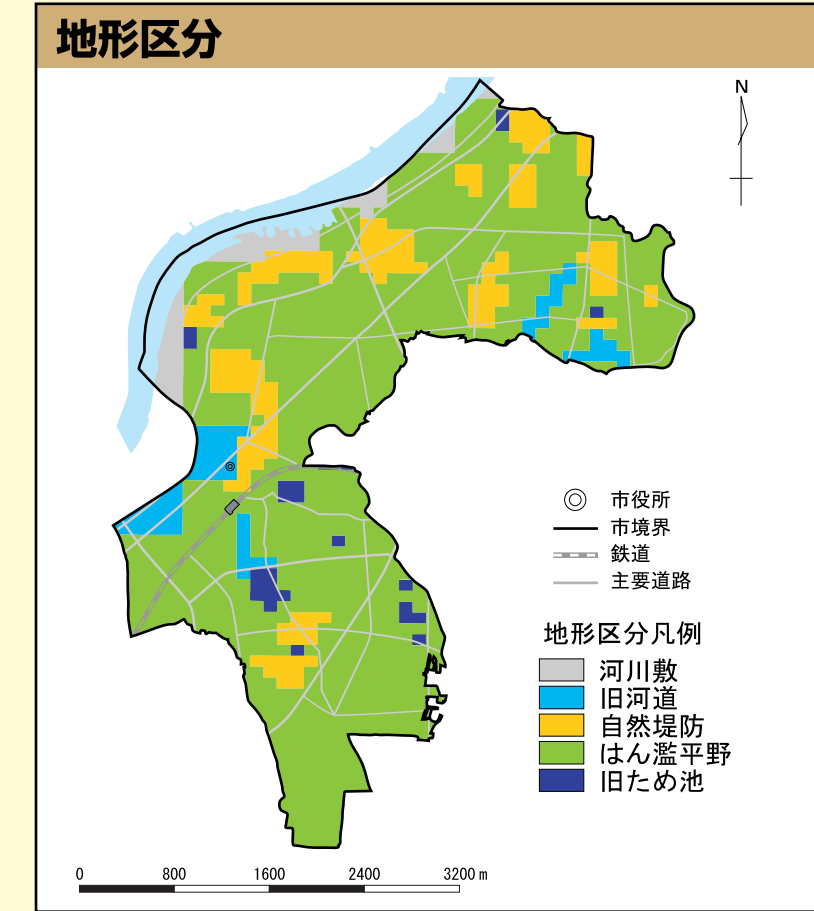 地形区分
N
市役所
市境界
鉄道
主要道路
地形区分凡例
河川敷
旧河道
自然堤防
はん濫平野
旧ため池
0 800 1600 2400 3200 m